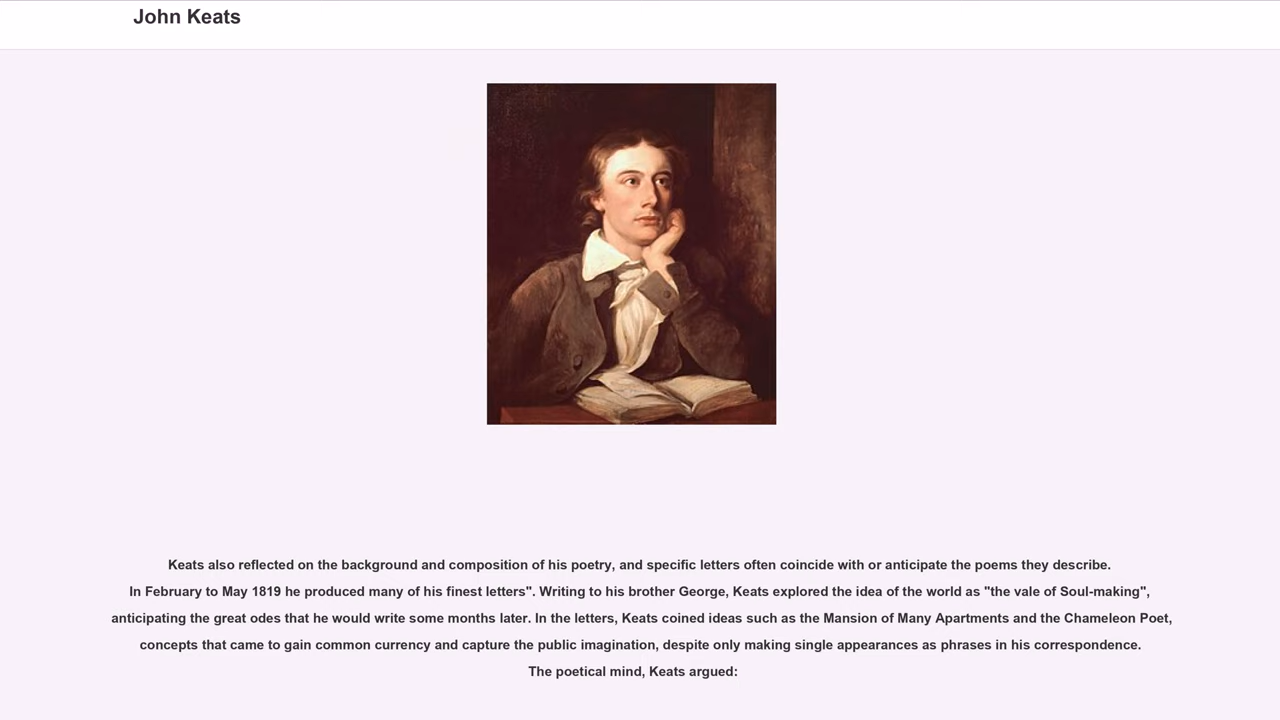 John Keats
Keats also reflected on the background and composition of his poetry, and specific letters often coincide with or anticipate the poems they describe.
In February to May 1819 he produced many of his finest letters". Writing to his brother George, Keats explored the idea of the world as "the vale of Soul-making",
anticipating the great odes that he would write some months later. In the letters, Keats coined ideas such as the Mansion of Many Apartments and the Chameleon Poet,
concepts that came to gain common currency and capture the public imagination, despite only making single appearances as phrases in his correspondence.
The poetical mind, Keats argued: